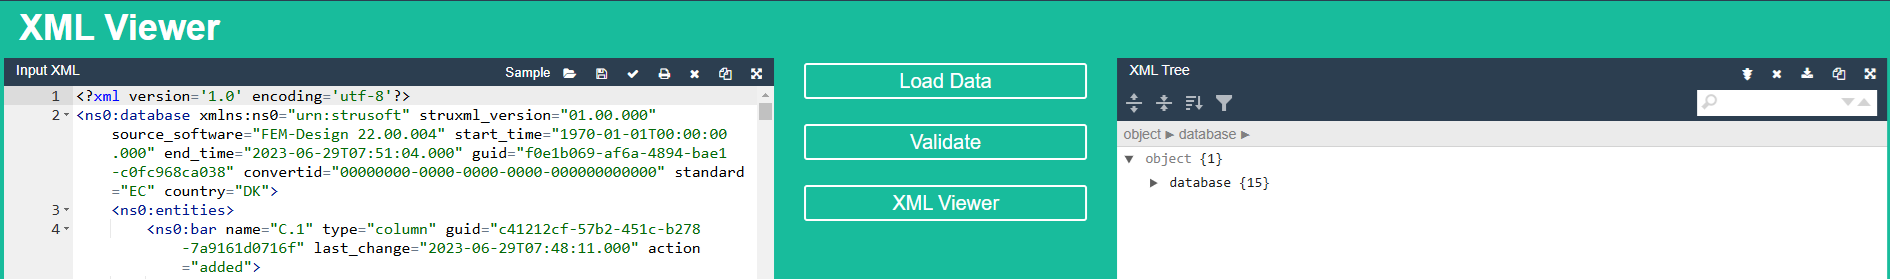 XML Viewer
Input XML
Sample
1 <?xml version='1.0' encoding='utf-8'?>
2 <ns0:database xmlns:ns0="urn:strusoft" struxml_version="01.00.000"
source_software="FEM-Design 22.00.004" start_time="1970-01-01T00:00:00
.000" end_time="2023-06-29T07:51:04.000" guid="f0e1b069-af6a-4894-bae1
-c0fc968ca038" convertid="00000000-0000-0000-0000-000000000000" standard
="EC" country="DK">
3 <ns0:entities>
4 <ns0:bar name="C.1" type="column" guid="c41212cf-57b2-451c-b278
-7a9161d0716f" last_change="2023-06-29T07:48:11.000" action
="added">
Load Data
Validate
XML Viewer
XML Tree
object ▶ database ▶
▼ object {1}
▶ database {15}